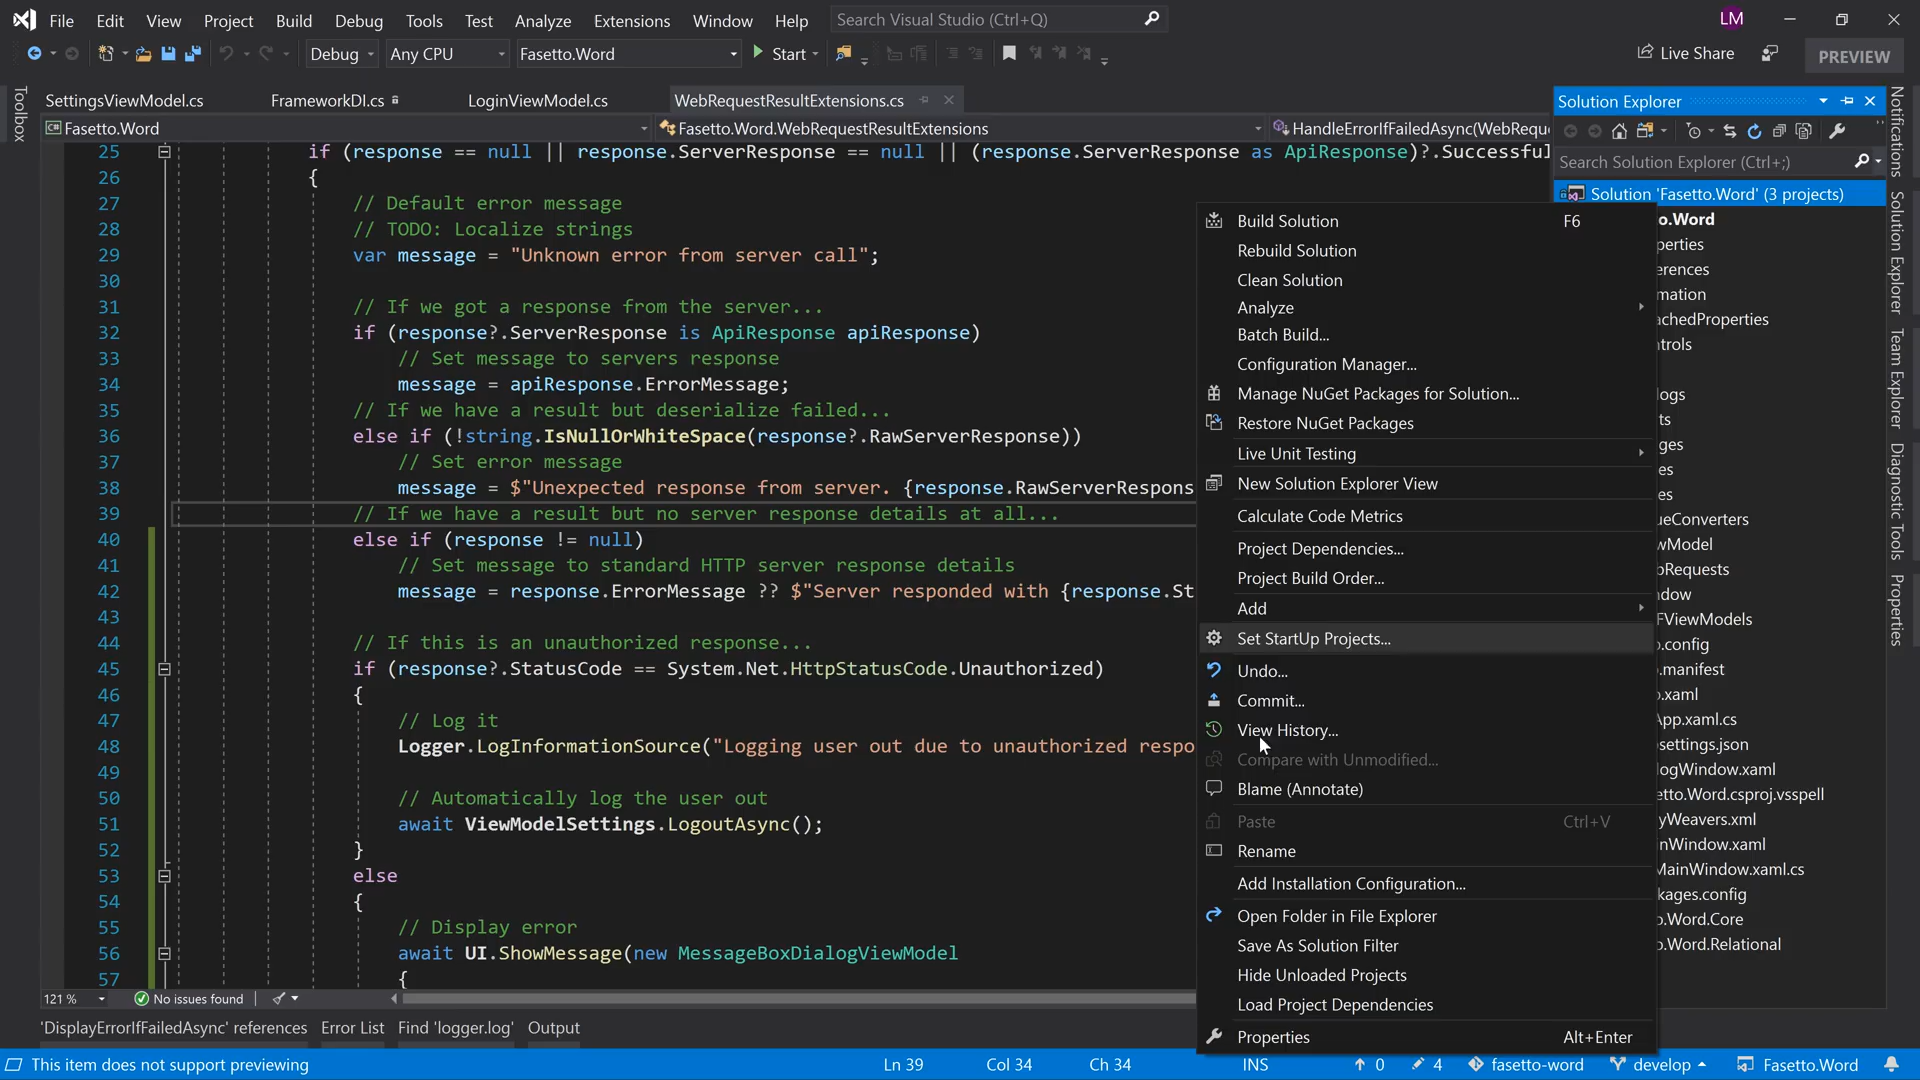 File Edit View Project Build Debug Tools Test Analyze Extensions Window Help Search Visual Studio (Ctrl+Q) LM
Debug Any CPU Fasetto.Word Start Live Share PREVIEW
Toolbox
SettingsViewModel.cs FrameworkDI.cs LoginViewModel.cs WebRequestResultExtensions.cs
Fasetto.Word Fasetto.Word.WebRequestResultExtensions HandleErrorIfFailedAsync(WebReque
25 if (response == null || response.ServerResponse == null || (response.ServerResponse as ApiResponse)?.Successful
26 {
27 // Default error message
28 // TODO: Localize strings
29 var message = "Unknown error from server call";
30
31 // If we got a response from the server...
32 if (response?.ServerResponse is ApiResponse apiResponse)
33 // Set message to servers response
34 message = apiResponse.ErrorMessage;
35 // If we have a result but deserialize failed...
36 else if (!string.IsNullOrWhiteSpace(response?.RawServerResponse))
37 // Set error message
38 message = $"Unexpected response from server. {response.RawServerRespons
39 // If we have a result but no server response details at all...
40 else if (response != null)
41 // Set message to standard HTTP server response details
42 message = response.ErrorMessage ?? $"Server responded with {response.St
43
44 // If this is an unauthorized response...
45 if (response?.StatusCode == System.Net.HttpStatusCode.Unauthorized)
46 {
47 // Log it
48 Logger.LogInformationSource("Logging user out due to unauthorized respo
49
50 // Automatically log the user out
51 await ViewModelSettings.LogoutAsync();
52 }
53 else
54 {
55 // Display error
56 await UI.ShowMessage(new MessageBoxDialogViewModel
57 {
121 % No issues found
'DisplayErrorIfFailedAsync' references Error List Find 'logger.log' Output
Build Solution F6
Rebuild Solution
Clean Solution
Analyze
Batch Build...
Configuration Manager...
Manage NuGet Packages for Solution...
Restore NuGet Packages
Live Unit Testing
New Solution Explorer View
Calculate Code Metrics
Project Dependencies...
Project Build Order...
Add
Set StartUp Projects...
Undo...
Commit...
View History...
Compare with Unmodified...
Blame (Annotate)
Paste Ctrl+V
Rename
Add Installation Configuration...
Open Folder in File Explorer
Save As Solution Filter
Hide Unloaded Projects
Load Project Dependencies
Properties Alt+Enter
Solution Explorer
Search Solution Explorer (Ctrl+;)
Solution 'Fasetto.Word' (3 projects)
o.Word
perties
erences
mation
achedProperties
trols
logs
ts
ges
es
es
ueConverters
wModel
bRequests
dow
FViewModels
o.config
o.manifest
o.xaml
App.xaml.cs
settings.json
logWindow.xaml
etto.Word.csproj.vsspell
yWeavers.xml
nWindow.xaml
MainWindow.xaml.cs
kages.config
o.Word.Core
o.Word.Relational
Notifications
Solution Explorer
Team Explorer
Diagnostic Tools
Properties
This item does not support previewing Ln 39 Col 34 Ch 34 INS 0 4 fasetto-word develop Fasetto.Word